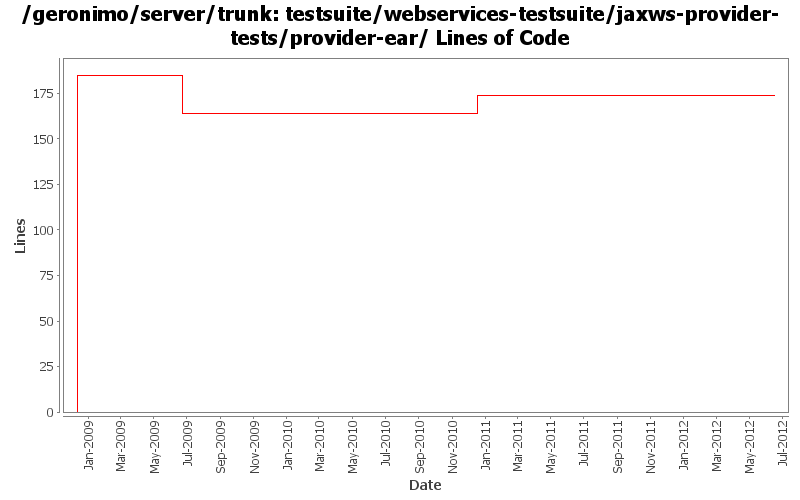 /geronimo/server/trunk: testsuite/webservices-testsuite/jaxws-provider-
tests/provider-ear/ Lines of Code
175
150
125
100
75
50
25
0
Lines
Jan-2009
Mar-2009
May-2009
Jul-2009
Sep-2009
Nov-2009
Jan-2010
Mar-2010
May-2010
Jul-2010
Sep-2010
Nov-2010
Jan-2011
Mar-2011
May-2011
Jul-2011
Sep-2011
Nov-2011
Jan-2012
Mar-2012
May-2012
Jul-2012
Date